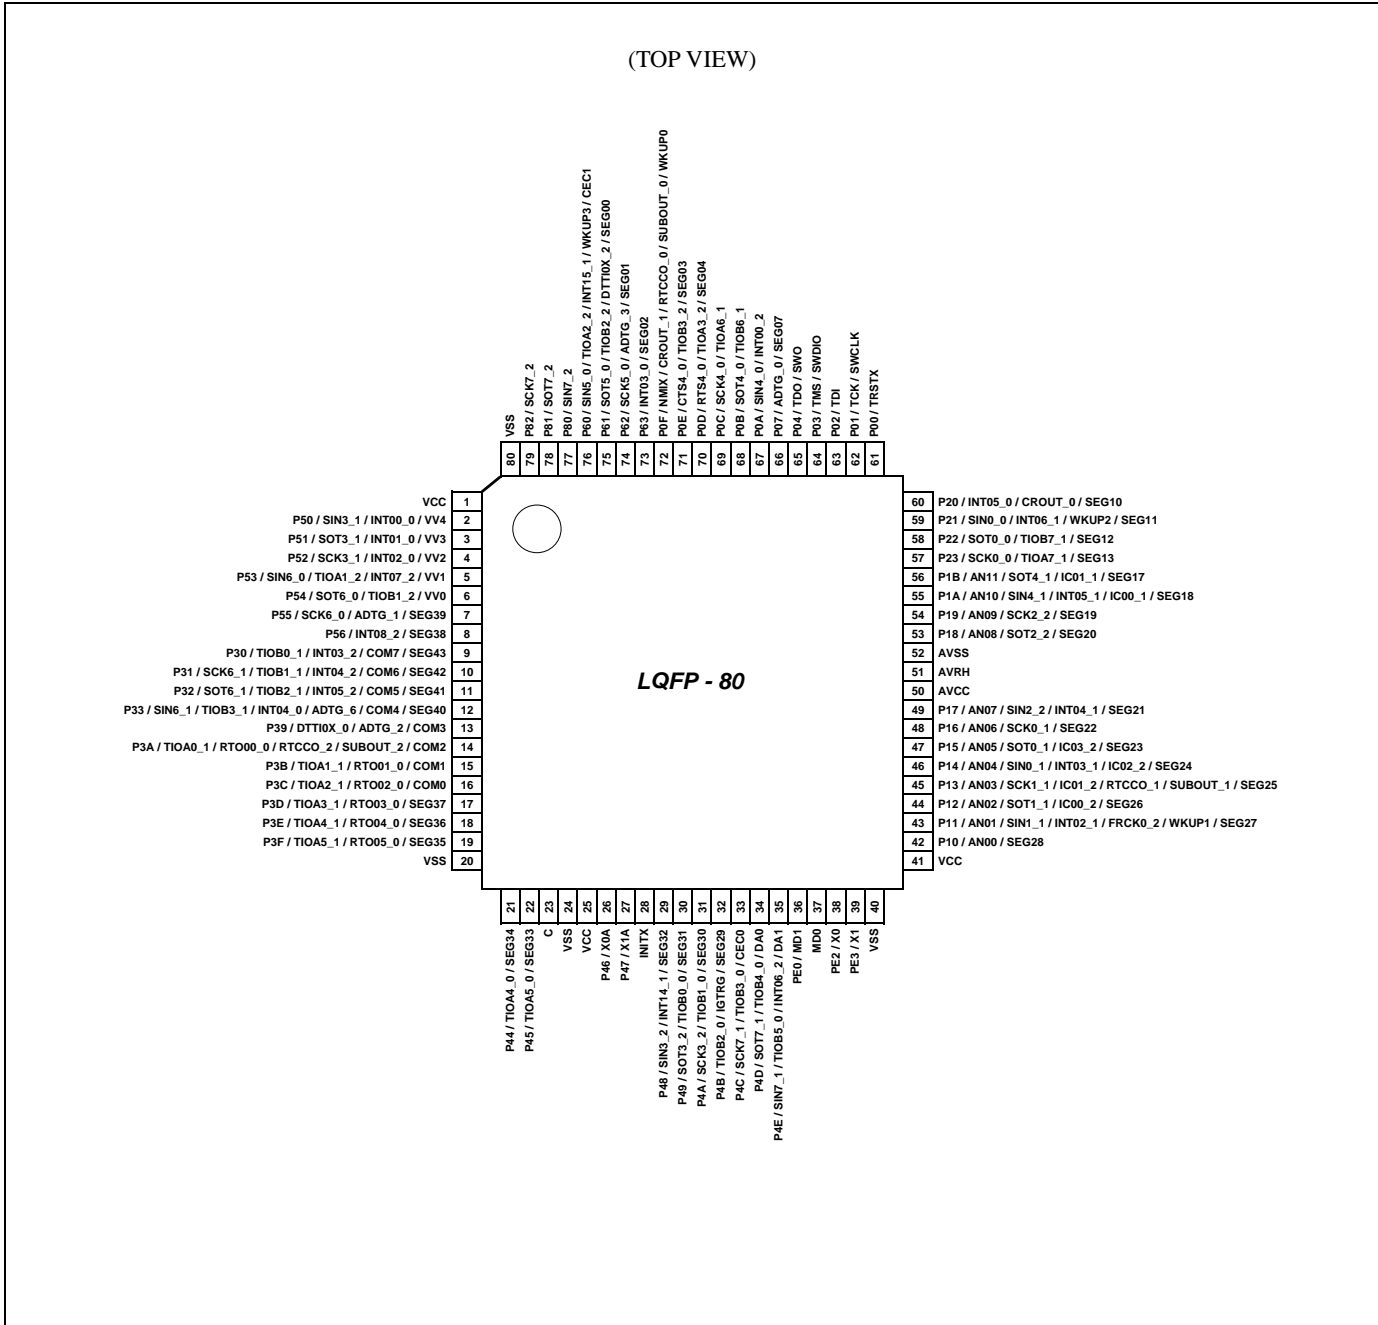 (TOP VIEW)
VSS
P82 / SCK7_2
P81 / SOT7_2
P80 / SIN7_2
P60 / SIN5_0 / TIOA2_2 / INT15_1 / WKUP3 / CEC1
P61 / SOT5_0 / TIOB2_2 / DTTI0X_2 / SEG00
P62 / SCK5_0 / ADTG_3 / SEG01
P63 / INT03_0 / SEG02
P0F / NMIX / CROUT_1 / RTCCO_0 / SUBOUT_0 / WKUP0
P0E / CTS4_0 / TIOB3_2 / SEG03
P0D / RTS4_0 / TIOA3_2 / SEG04
P0C / SCK4_0 / TIOA6_1
P0B / SOT4_0 / TIOB6_1
P0A / SIN4_0 / INT00_2
P07 / ADTG_0 / SEG07
P04 / TDO / SWO
P03 / TMS / SWDIO
P02 / TDI
P01 / TCK / SWCLK
P00 / TRSTX
80 79 78 77 76 75 74 73 72 71 70 69 68 67 66 65 64 63 62 61
VCC 1
P50 / SIN3_1 / INT00_0 / VV4 2
P51 / SOT3_1 / INT01_0 / VV3 3
P52 / SCK3_1 / INT02_0 / VV2 4
P53 / SIN6_0 / TIOA1_2 / INT07_2 / VV1 5
P54 / SOT6_0 / TIOB1_2 / VV0 6
P55 / SCK6_0 / ADTG_1 / SEG39 7
P56 / INT08_2 / SEG38 8
P30 / TIOB0_1 / INT03_2 / COM7 / SEG43 9
P31 / SCK6_1 / TIOB1_1 / INT04_2 / COM6 / SEG42 10
P32 / SOT6_1 / TIOB2_1 / INT05_2 / COM5 / SEG41 11
P33 / SIN6_1 / TIOB3_1 / INT04_0 / ADTG_6 / COM4 / SEG40 12
P39 / DTTI0X_0 / ADTG_2 / COM3 13
P3A / TIOA0_1 / RTO00_0 / RTCCO_2 / SUBOUT_2 / COM2 14
P3B / TIOA1_1 / RTO01_0 / COM1 15
P3C / TIOA2_1 / RTO02_0 / COM0 16
P3D / TIOA3_1 / RTO03_0 / SEG37 17
P3E / TIOA4_1 / RTO04_0 / SEG36 18
P3F / TIOA5_1 / RTO05_0 / SEG35 19
VSS 20
LQFP - 80
60 P20 / INT05_0 / CROUT_0 / SEG10
59 P21 / SIN0_0 / INT06_1 / WKUP2 / SEG11
58 P22 / SOT0_0 / TIOB7_1 / SEG12
57 P23 / SCK0_0 / TIOA7_1 / SEG13
56 P1B / AN11 / SOT4_1 / IC01_1 / SEG17
55 P1A / AN10 / SIN4_1 / INT05_1 / IC00_1 / SEG18
54 P19 / AN09 / SCK2_2 / SEG19
53 P18 / AN08 / SOT2_2 / SEG20
52 AVSS
51 AVRH
50 AVCC
49 P17 / AN07 / SIN2_2 / INT04_1 / SEG21
48 P16 / AN06 / SCK0_1 / SEG22
47 P15 / AN05 / SOT0_1 / IC03_2 / SEG23
46 P14 / AN04 / SIN0_1 / INT03_1 / IC02_2 / SEG24
45 P13 / AN03 / SCK1_1 / IC01_2 / RTCCO_1 / SUBOUT_1 / SEG25
44 P12 / AN02 / SOT1_1 / IC00_2 / SEG26
43 P11 / AN01 / SIN1_1 / INT02_1 / FRCK0_2 / WKUP1 / SEG27
42 P10 / AN00 / SEG28
41 VCC
21 22 23 24 25 26 27 28 29 30 31 32 33 34 35 36 37 38 39 40
P44 / TIOA4_0 / SEG34
P45 / TIOA5_0 / SEG33
C
VSS
VCC
P46 / X0A
P47 / X1A
INITX
P48 / SIN3_2 / INT14_1 / SEG32
P49 / SOT3_2 / TIOB0_0 / SEG31
P4A / SCK3_2 / TIOB1_0 / SEG30
P4B / TIOB2_0 / IGTRG / SEG29
P4C / SCK7_1 / TIOB3_0 / CEC0
P4D / SOT7_1 / TIOB4_0 / DA0
P4E / SIN7_1 / TIOB5_0 / INT06_2 / DA1
PE0 / MD1
MD0
PE2 / X0
PE3 / X1
VSS